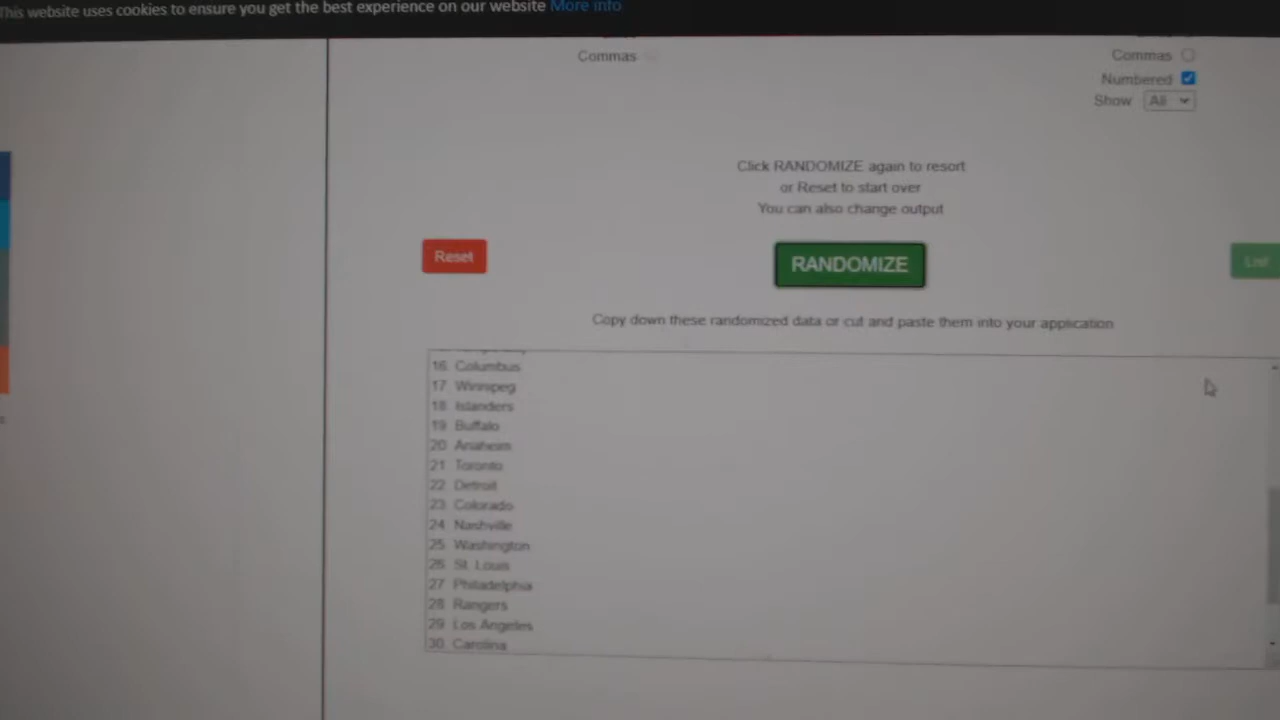 This website uses cookies to ensure you get the best experience on our website More info
Commas
Commas
Numbered
Show All
Click RANDOMIZE again to resort
or Reset to start over
You can also change output
Reset
RANDOMIZE
List
Copy down these randomized data or cut and paste them into your application
16 Columbus
17 Winnipeg
18 Islanders
19 Buffalo
20 Anaheim
21 Toronto
22 Detroit
23 Colorado
24 Nashville
25 Washington
26 St. Louis
27 Philadelphia
28 Rangers
29 Los Angeles
30 Carolina